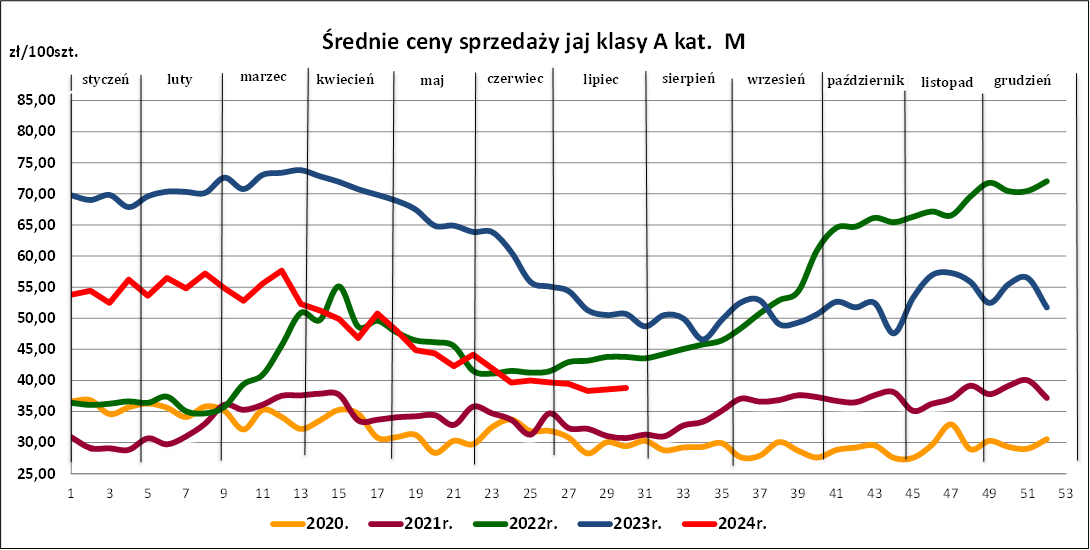 Średnie ceny sprzedaży jaj klasy A kat. M
zł/100szt.
styczeń luty marzec kwiecień maj czerwiec lipiec sierpień wrzesień październik listopad grudzień
85,00
80,00
75,00
70,00
65,00
60,00
55,00
50,00
45,00
40,00
35,00
30,00
25,00
1 3 5 7 9 11 13 15 17 19 21 23 25 27 29 31 33 35 37 39 41 43 45 47 49 51 53
2020. 2021r. 2022r. 2023r. 2024r.